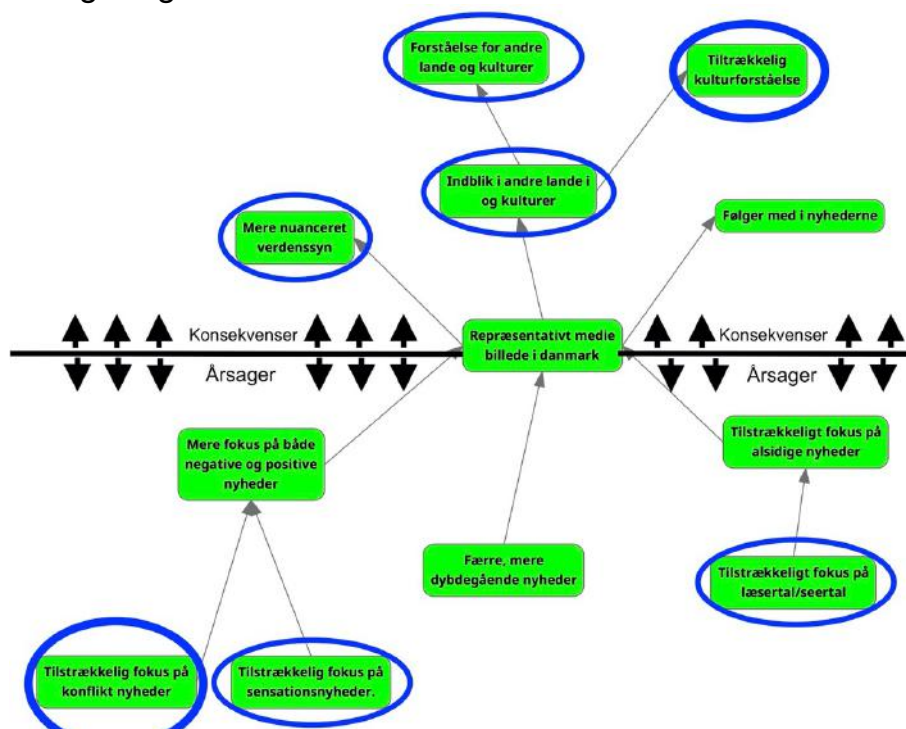 Forståelse for andre
lande og kulturer
Tiltrækkelig
kulturforståelse
Indblik i andre lande i
og kulturer
Mere nuanceret
verdenssyn
Følger med i nyhederne
Konsekvenser
Repræsentativt medie
billede i danmark
Konsekvenser
Årsager
Årsager
Mere fokus på både
negative og positive
nyheder
Tilstrækkeligt fokus på
alsidige nyheder
Færre, mere
dybdegående nyheder
Tilstrækkeligt fokus på
læsertal/seertal
Tilstrækkelig fokus på
konflikt nyheder
Tilstrækkelig fokus på
sensationsnyheder.